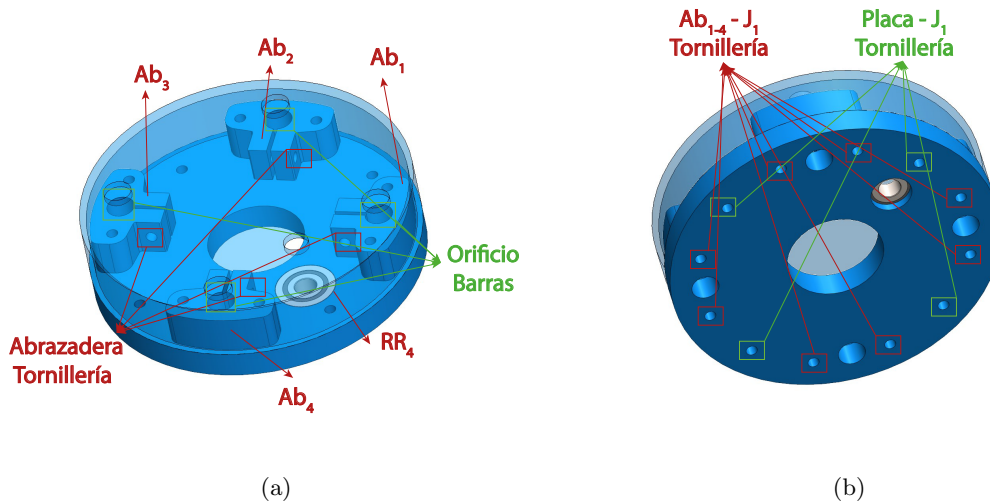 Ab2
Ab1
Ab3
Orificio
Barras
Abrazadera
Tornillería
RR4
Ab4
(a)
Ab1-4 - J1
Tornillería
Placa - J1
Tornillería
(b)